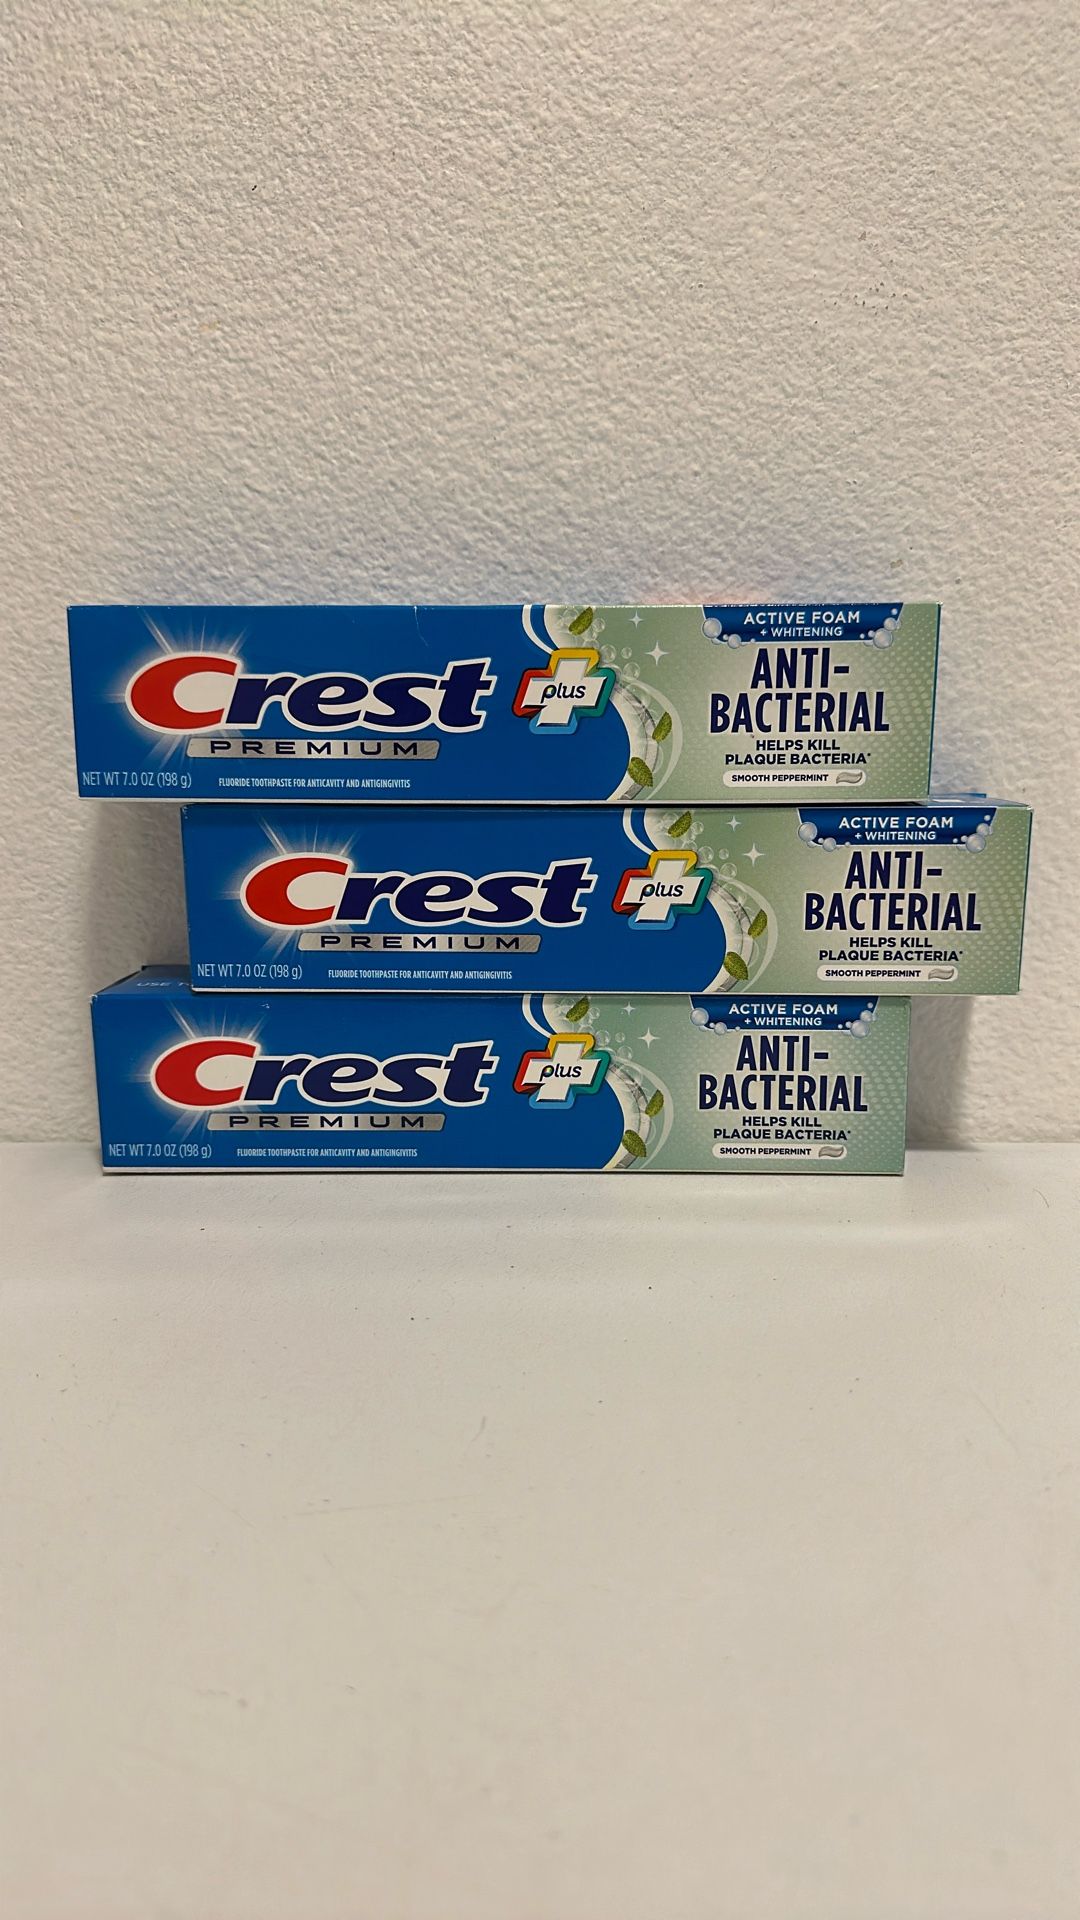 ACTIVE FOAM
+ WHITENING
Crest
plus
PREMIUM
ANTI-
BACTERIAL
HELPS KILL
PLAQUE BACTERIA*
SMOOTH PEPPERMINT
NET WT 7.0 OZ (198 g) FLUORIDE TOOTHPASTE FOR ANTICAVITY AND ANTIGINGIVITIS
ACTIVE FOAM
+ WHITENING
Crest
plus
PREMIUM
ANTI-
BACTERIAL
HELPS KILL
PLAQUE BACTERIA*
SMOOTH PEPPERMINT
NET WT 7.0 OZ (198 g) FLUORIDE TOOTHPASTE FOR ANTICAVITY AND ANTIGINGIVITIS
USE
ACTIVE FOAM
+ WHITENING
Crest
plus
PREMIUM
ANTI-
BACTERIAL
HELPS KILL
PLAQUE BACTERIA*
SMOOTH PEPPERMINT
NET WT 7.0 OZ (198 g) FLUORIDE TOOTHPASTE FOR ANTICAVITY AND ANTIGINGIVITIS